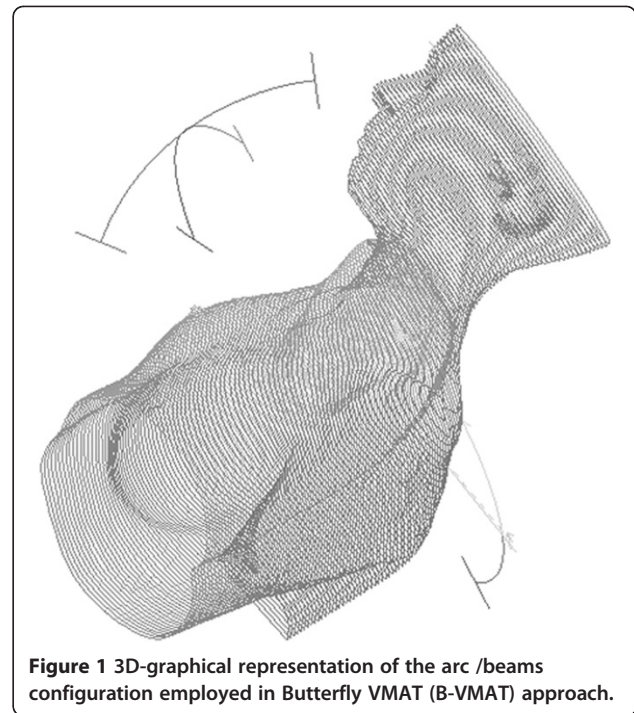 Figure 1 3D-graphical representation of the arc /beams
configuration employed in Butterfly VMAT (B-VMAT) approach.